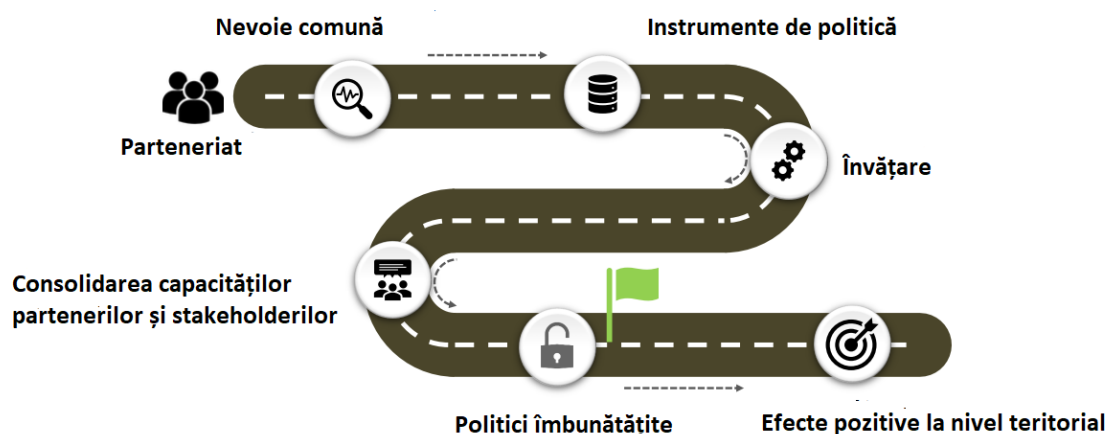 Nevoie comună
Instrumente de politică
Parteneriat
Învățare
Consolidarea capacităților
partenerilor și stakeholderilor
Politici îmbunătățite
Efecte pozitive la nivel teritorial